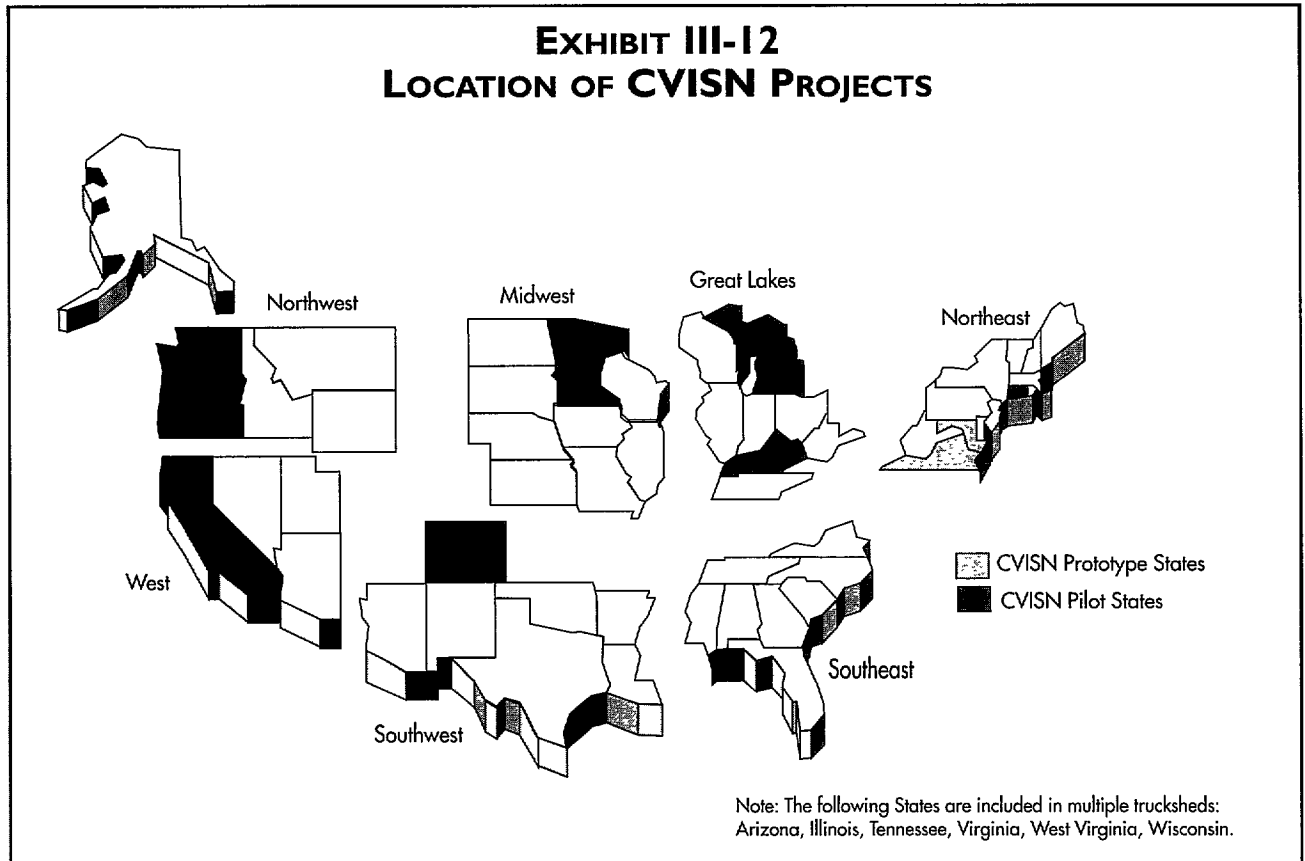 EXHIBIT III-12
LOCATION OF CVISN PROJECTS
Northwest
Midwest
Great Lakes
Northeast
West
Southwest
Southeast
CVISN Prototype States
CVISN Pilot States
Note: The following States are included in multiple trucksheds:
Arizona, Illinois, Tennessee, Virginia, West Virginia, Wisconsin.